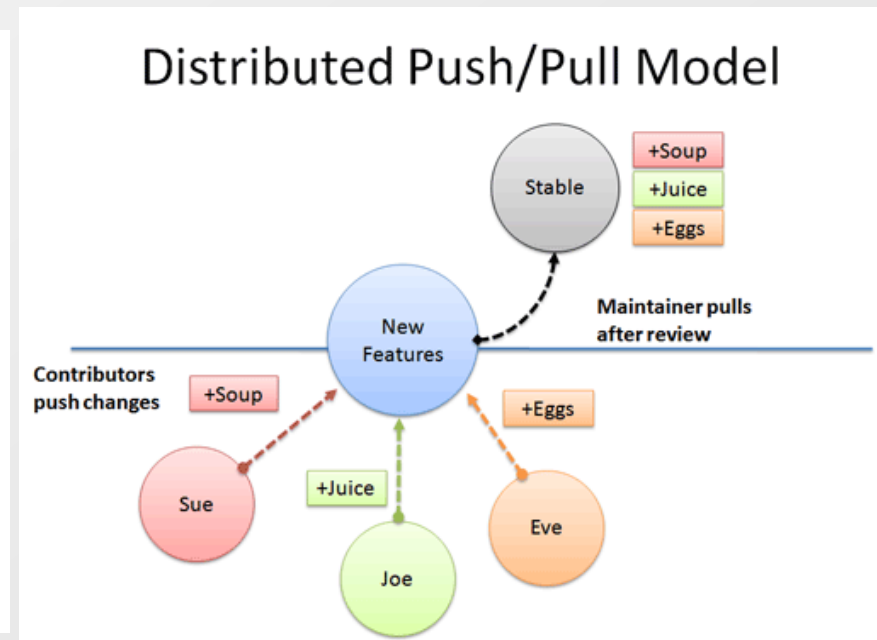 Distributed Push/Pull Model
Stable
+Soup
+Juice
+Eggs
New
Features
Maintainer pulls
after review
Contributors
push changes
+Soup
+Eggs
+Juice
Sue
Eve
Joe